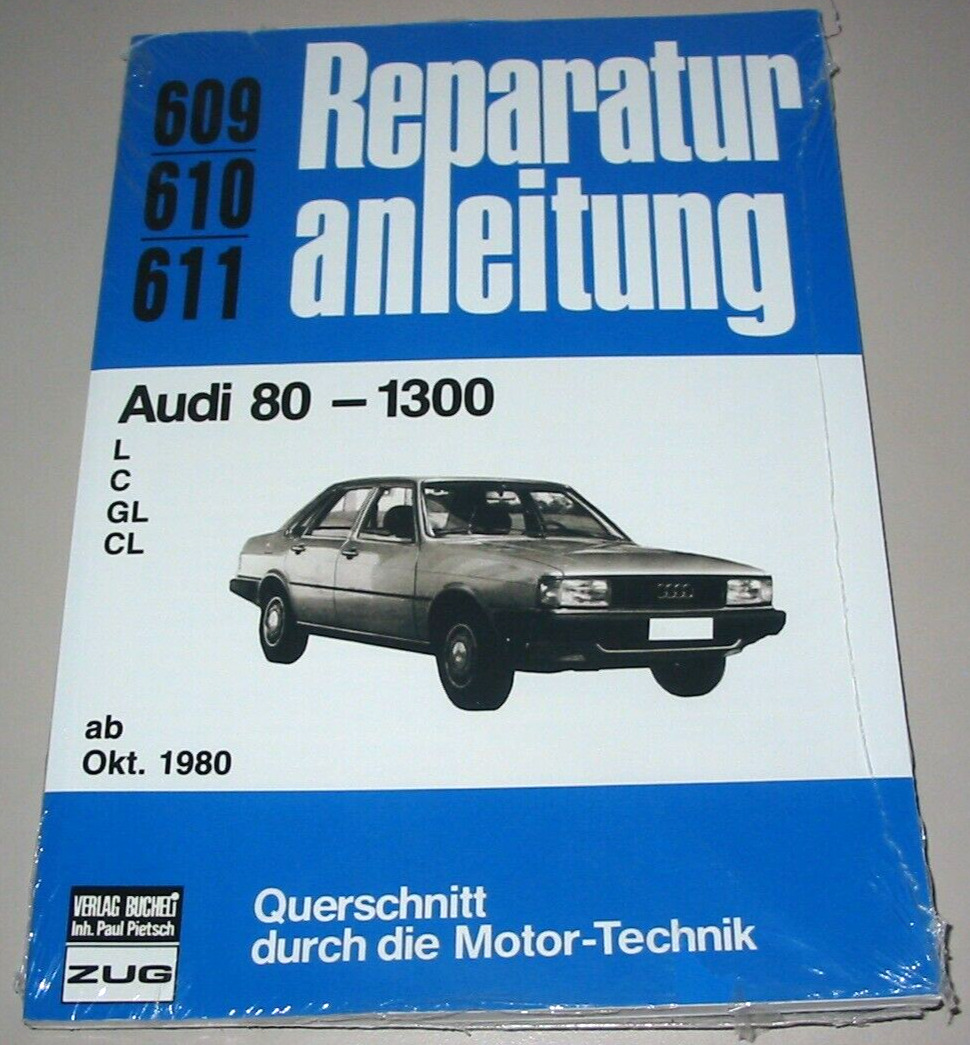 609
610
611
Reparatur
anleitung
Audi 80 – 1300
L
C
GL
CL
ab
Okt. 1980
VERLAG BUCHELI
Inh. Paul Pietsch
ZUG
Querschnitt
durch die Motor-Technik